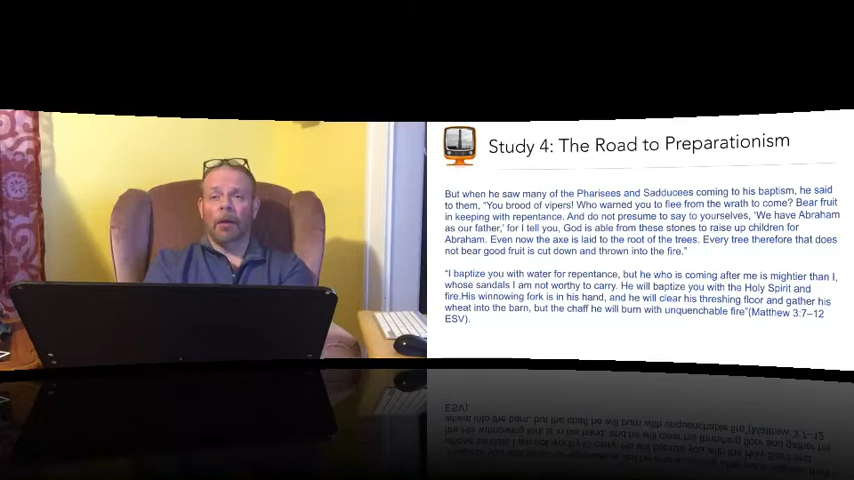 Study 4: The Road to Preparationism
But when he saw many of the Pharisees and Sadducees coming to his baptism, he said
to them, “You brood of vipers! Who warned you to flee from the wrath to come? Bear fruit
in keeping with repentance. And do not presume to say to yourselves, ‘We have Abraham
as our father,’ for I tell you, God is able from these stones to raise up children for
Abraham. Even now the axe is laid to the root of the trees. Every tree therefore that does
not bear good fruit is cut down and thrown into the fire.”
“I baptize you with water for repentance, but he who is coming after me is mightier than I,
whose sandals I am not worthy to carry. He will baptize you with the Holy Spirit and
fire.His winnowing fork is in his hand, and he will clear his threshing floor and gather his
wheat into the barn, but the chaff he will burn with unquenchable fire”(Matthew 3:7–12
ESV).